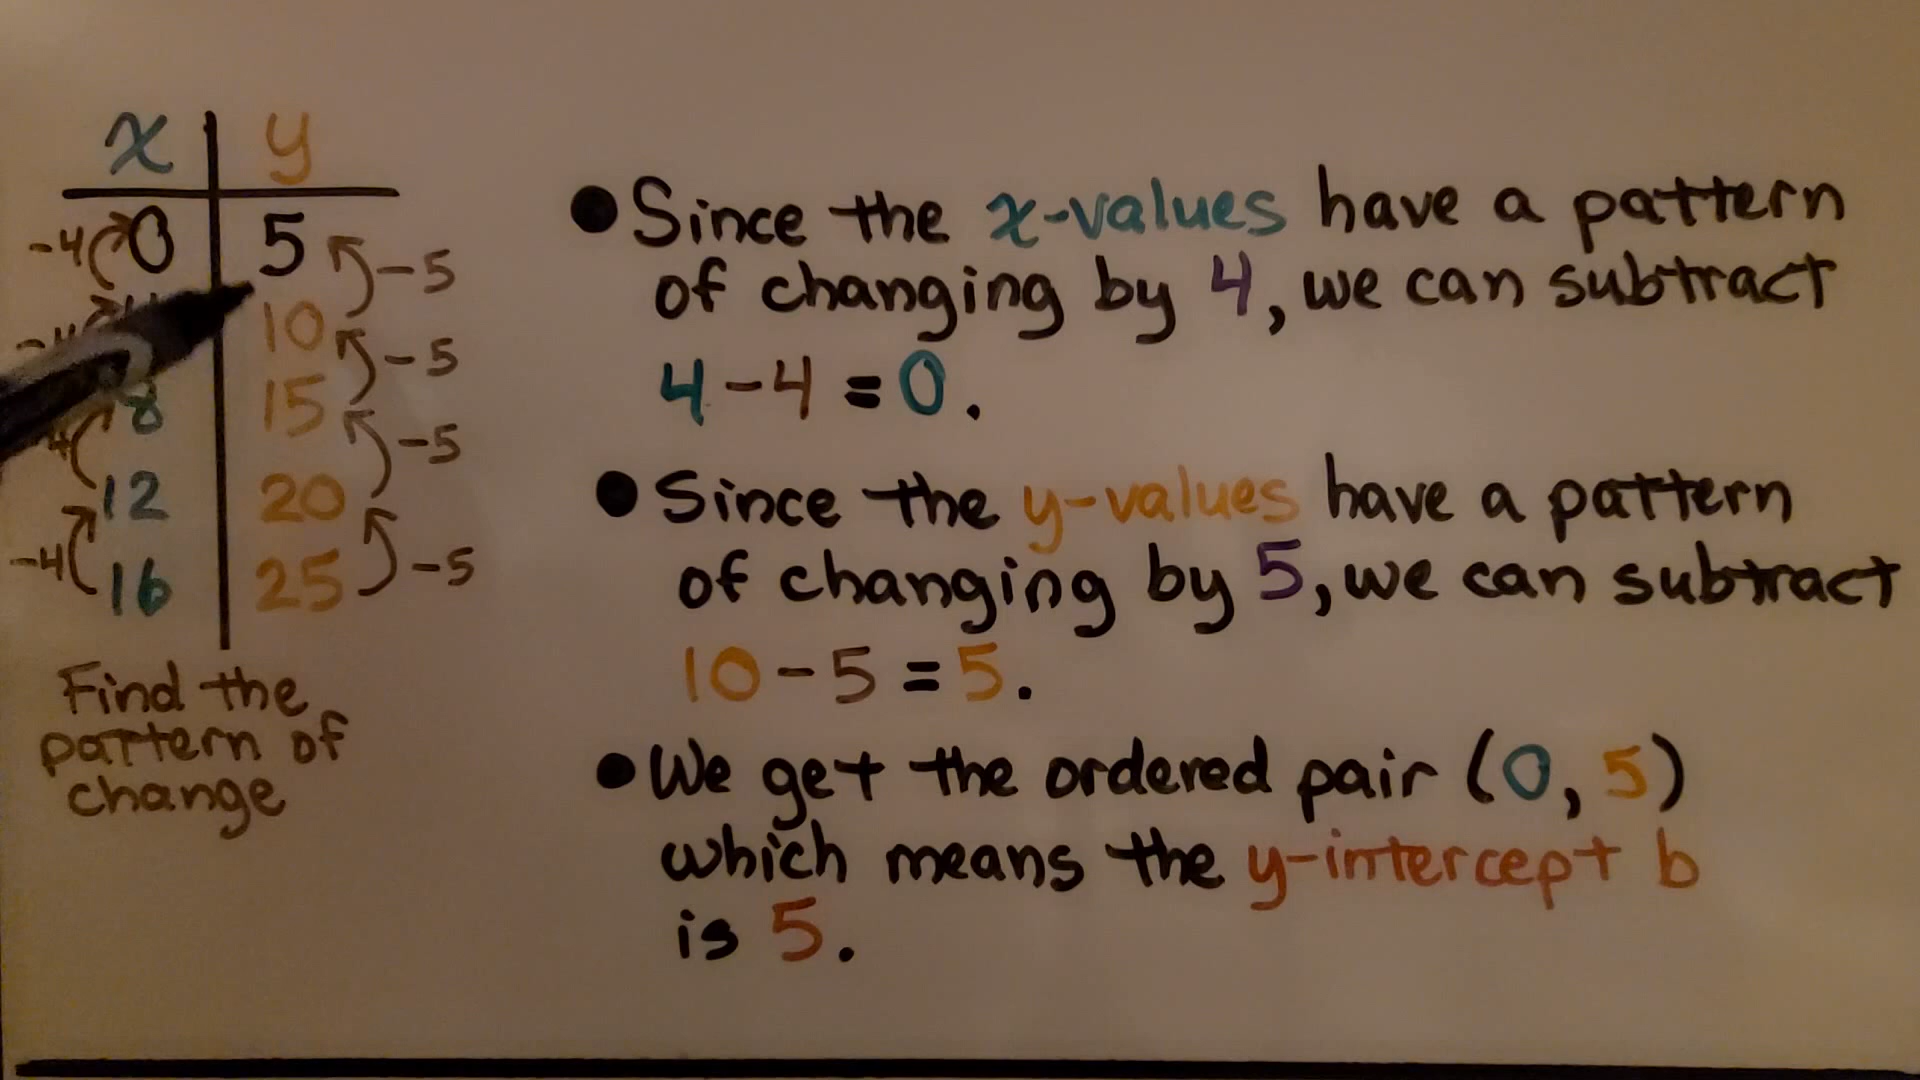 x y
-4 0 5 -5
10 -5
8 15 -5
12 20
-4 16 25 -5
Find the
pattern of
change
● Since the x-values have a pattern
of changing by 4, we can subtract
4-4=0.
● Since the y-values have a pattern
of changing by 5, we can subtract
10-5=5.
● We get the ordered pair (0, 5)
which means the y-intercept b
is 5.